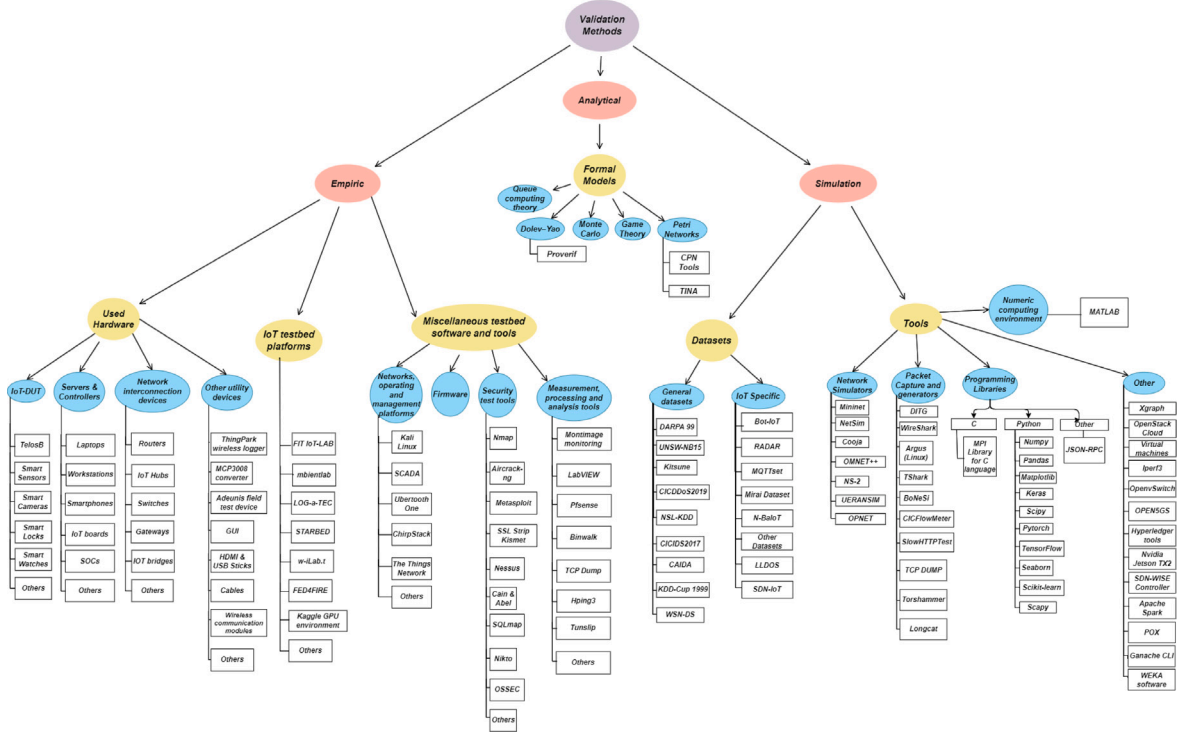 Validation
Methods
Analytical
Empiric
Formal
Models
Simulation
Queue
computing
theory
Dolev–Yao
Monte
Carlo
Game
Theory
Petri
Networks
Proverif
CPN
Tools
TINA
Used
Hardware
IoT testbed
platforms
Miscellaneous testbed
software and tools
Datasets
Tools
Numeric
computing
environment
MATLAB
IoT-DUT
TelosB
Smart
Sensors
Smart
Cameras
Smart
Locks
Smart
Watches
Others
Servers &
Controllers
Laptops
Workstations
Smartphones
IoT boards
SOCs
Others
Network
interconnection
devices
Routers
IoT Hubs
Switches
Gateways
IOT bridges
Others
Other utility
devices
ThingPark
wireless logger
MCP3008
converter
Adeunis field
test device
GUI
HDMI &
USB Sticks
Cables
Wireless
communication
modules
Others
FIT IoT-LAB
mbientlab
LOG-a-TEC
STARBED
w-iLab.t
FED4FIRE
Kaggle GPU
environment
Others
Networks,
operating and
management
platforms
Kali
Linux
SCADA
Ubertooth
One
ChirpStack
The Things
Network
Others
Firmware
Security
test tools
Nmap
Aircrack-
ng
Metasploit
SSL Strip
Kismet
Nessus
Cain &
Abel
SQLmap
Nikto
OSSEC
Others
Measurement,
processing and
analysis tools
Montimage
monitoring
LabVIEW
Pfsense
Binwalk
TCP Dump
Hping3
Tunslip
Others
General
datasets
DARPA 99
UNSW-NB15
Kitsune
CICDDoS2019
NSL-KDD
CICIDS2017
CAIDA
KDD-Cup 1999
WSN-DS
IoT Specific
Bot-IoT
RADAR
MQTTset
Mirai Dataset
N-BaIoT
Other
Datasets
LLDOS
SDN-IoT
Network
Simulators
Mininet
NetSim
Cooja
OMNET++
NS-2
UERANSIM
OPNET
Packet
Capture and
generators
DITG
WireShark
Argus
(Linux)
TShark
BoNeSi
CICFlowMeter
SlowHTTPTest
TCP DUMP
Torshammer
Longcat
Programming
Libraries
C
MPI
Library
for C
language
Python
Numpy
Pandas
Matplotlib
Keras
Scipy
Pytorch
TensorFlow
Seaborn
Scikit-learn
Scapy
Other
JSON-RPC
Other
Xgraph
OpenStack
Cloud
Virtual
machines
Iperf3
OpenvSwitch
OPEN5GS
Hyperledger
tools
Nvidia
Jetson TX2
SDN-WISE
Controller
Apache
Spark
POX
Ganache CLI
WEKA
software